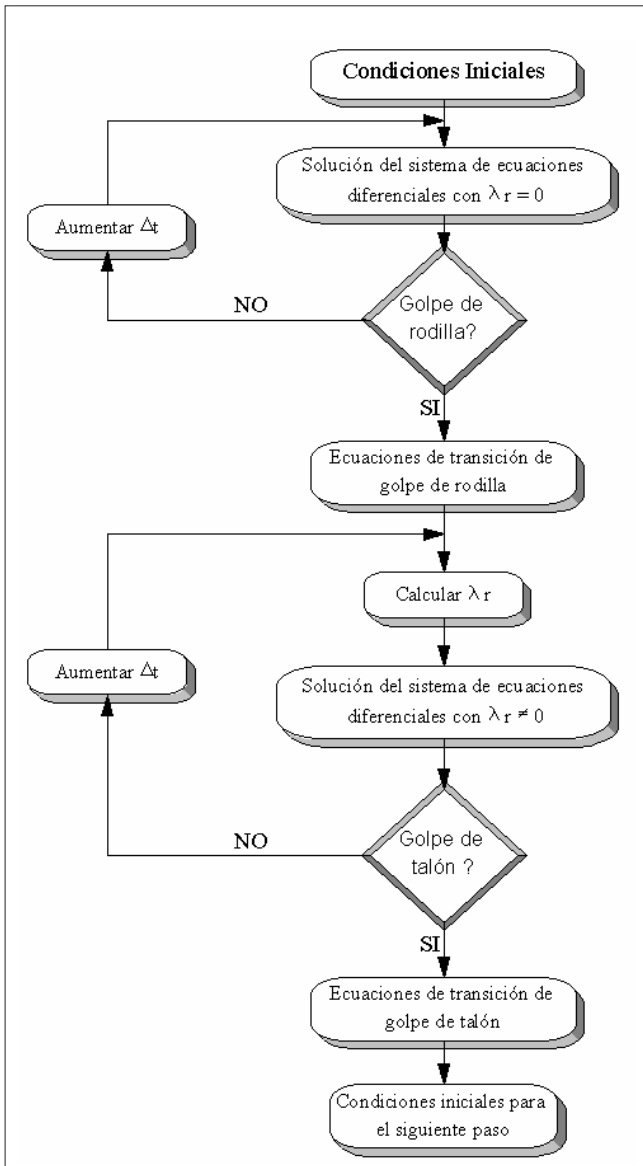 Condiciones Iniciales
Solución del sistema de ecuaciones
diferenciales con λ r = 0
Aumentar Δt
Golpe de
rodilla?
NO
SI
Ecuaciones de transición de
golpe de rodilla
Calcular λ r
Aumentar Δt
Solución del sistema de ecuaciones
diferenciales con λ r ≠ 0
Golpe de
talón ?
NO
SI
Ecuaciones de transición de
golpe de talón
Condiciones iniciales para
el siguiente paso